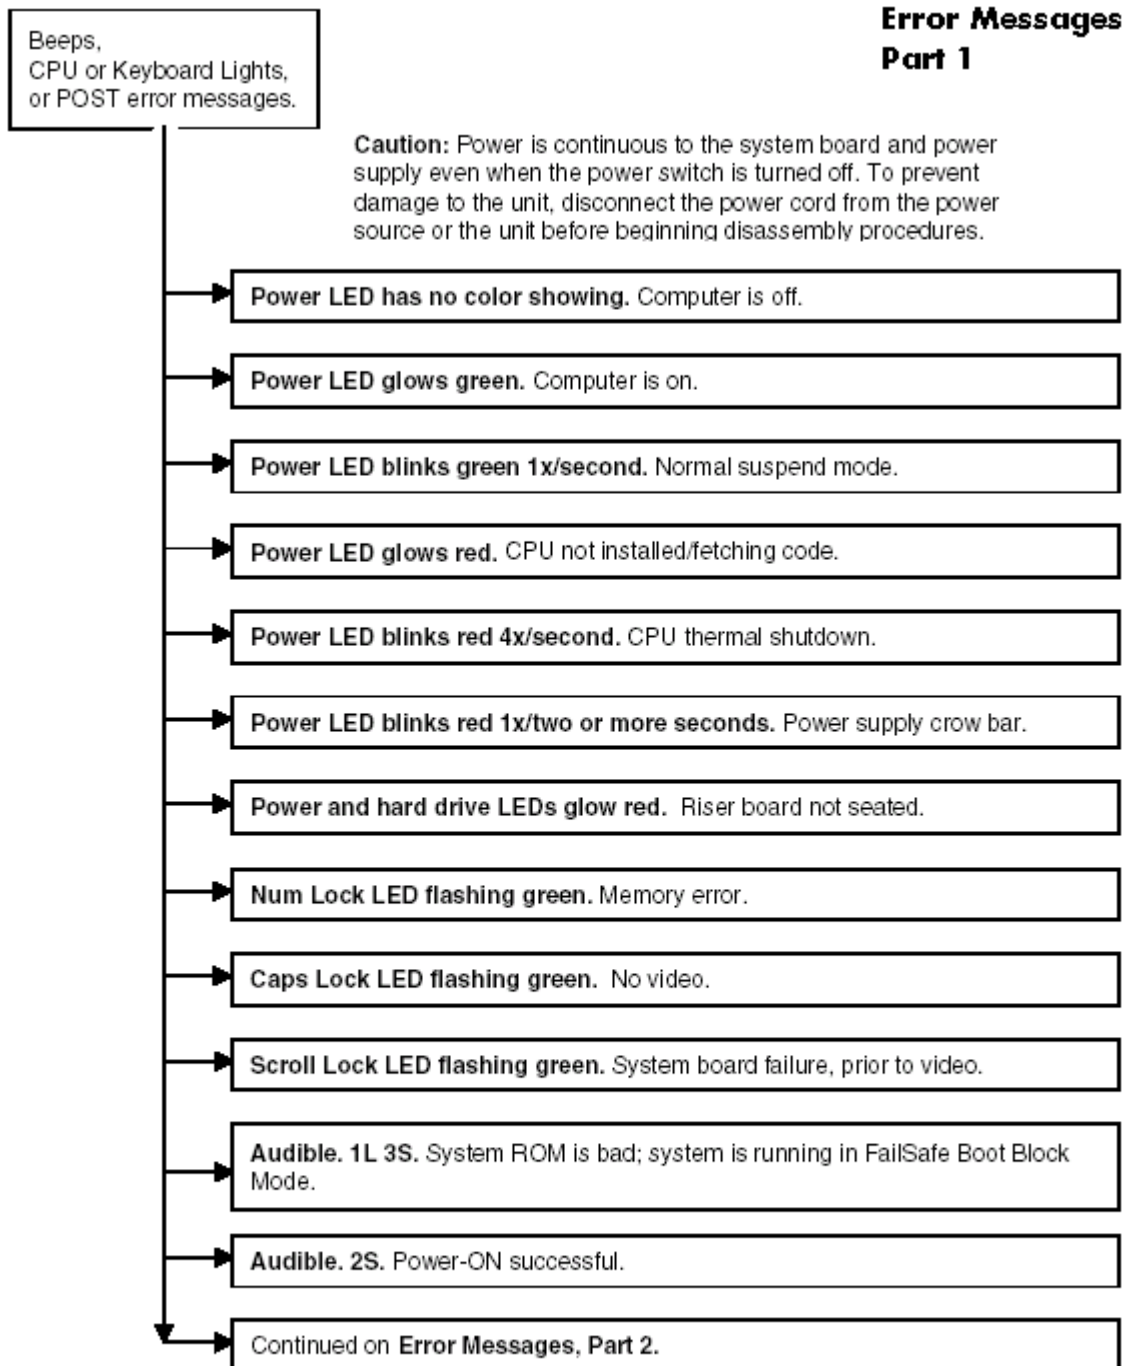 Error Messages
Part 1
Beeps,
CPU or Keyboard Lights,
or POST error messages.
Caution: Power is continuous to the system board and power
supply even when the power switch is turned off. To prevent
damage to the unit, disconnect the power cord from the power
source or the unit before beginning disassembly procedures.
Power LED has no color showing. Computer is off.
Power LED glows green. Computer is on.
Power LED blinks green 1x/second. Normal suspend mode.
Power LED glows red. CPU not installed/fetching code.
Power LED blinks red 4x/second. CPU thermal shutdown.
Power LED blinks red 1x/two or more seconds. Power supply crow bar.
Power and hard drive LEDs glow red. Riser board not seated.
Num Lock LED flashing green. Memory error.
Caps Lock LED flashing green. No video.
Scroll Lock LED flashing green. System board failure, prior to video.
Audible. 1L 3S. System ROM is bad; system is running in FailSafe Boot Block
Mode.
Audible. 2S. Power-ON successful.
Continued on Error Messages, Part 2.